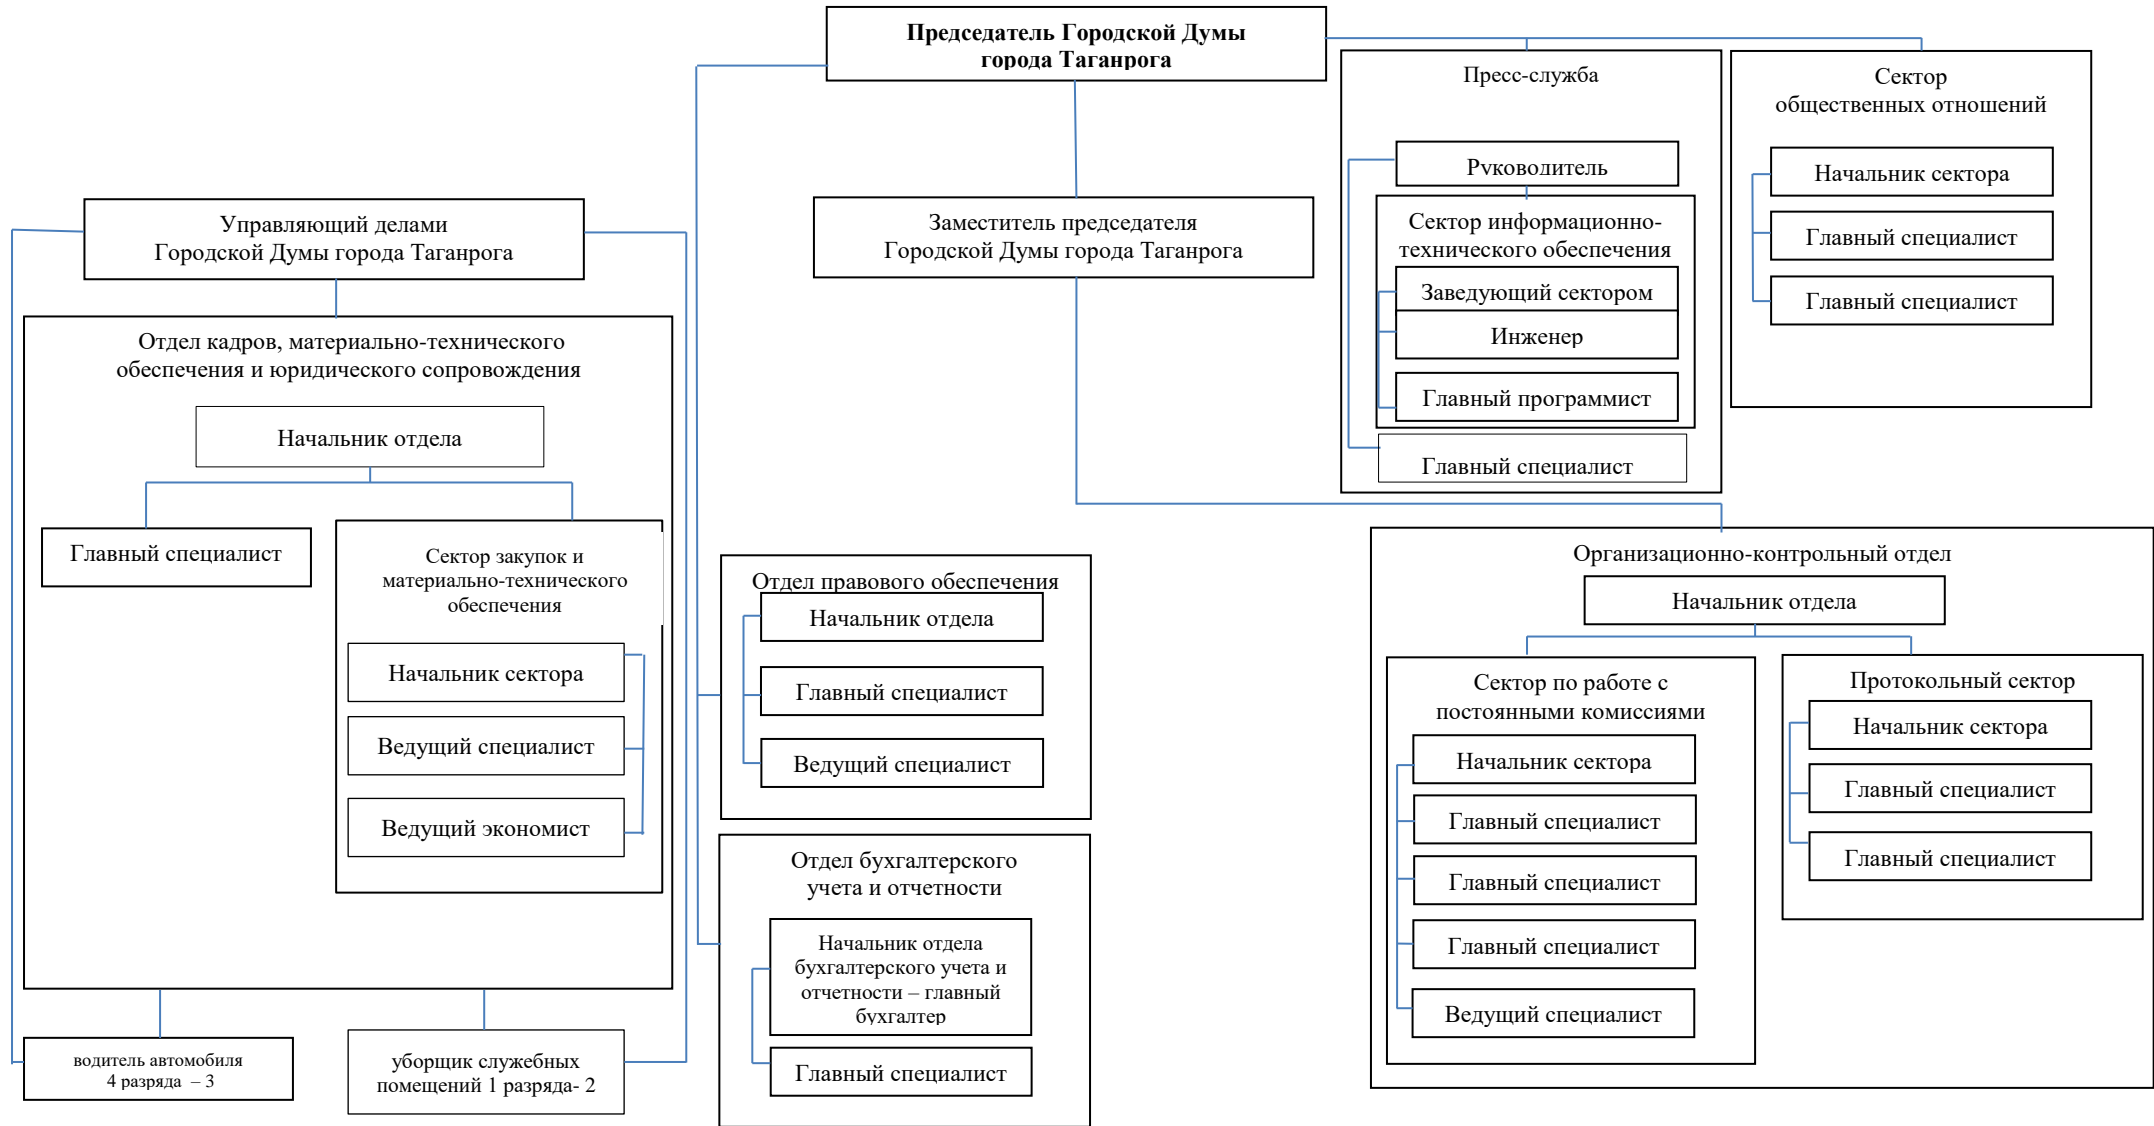 Председатель Городской Думы
города Таганрога
Пресс-служба
Руководитель
Сектор информационно-
технического обеспечения
Заведующий сектором
Инженер
Главный программист
Главный специалист
Сектор
общественных отношений
Начальник сектора
Главный специалист
Главный специалист
Управляющий делами
Городской Думы города Таганрога
Заместитель председателя
Городской Думы города Таганрога
Отдел кадров, материально-технического
обеспечения и юридического сопровождения
Начальник отдела
Главный специалист
Сектор закупок и
материально-технического
обеспечения
Начальник сектора
Ведущий специалист
Ведущий экономист
водитель автомобиля
4 разряда – 3
уборщик служебных
помещений 1 разряда- 2
Отдел правового обеспечения
Начальник отдела
Главный специалист
Ведущий специалист
Отдел бухгалтерского
учета и отчетности
Начальник отдела
бухгалтерского учета и
отчетности – главный
бухгалтер
Главный специалист
Организационно-контрольный отдел
Начальник отдела
Сектор по работе с
постоянными комиссиями
Начальник сектора
Главный специалист
Главный специалист
Главный специалист
Ведущий специалист
Протокольный сектор
Начальник сектора
Главный специалист
Главный специалист